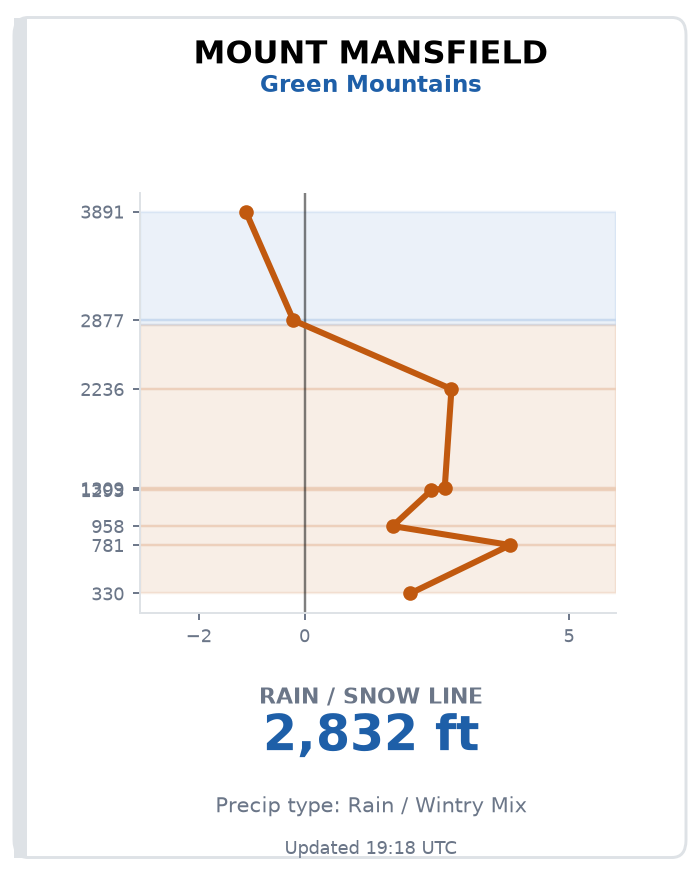 MOUNT MANSFIELD
Green Mountains
3891
2877
2236
958
781
330
−2 0 5
RAIN / SNOW LINE
2,832 ft
Precip type: Rain / Wintry Mix
Updated 19:18 UTC